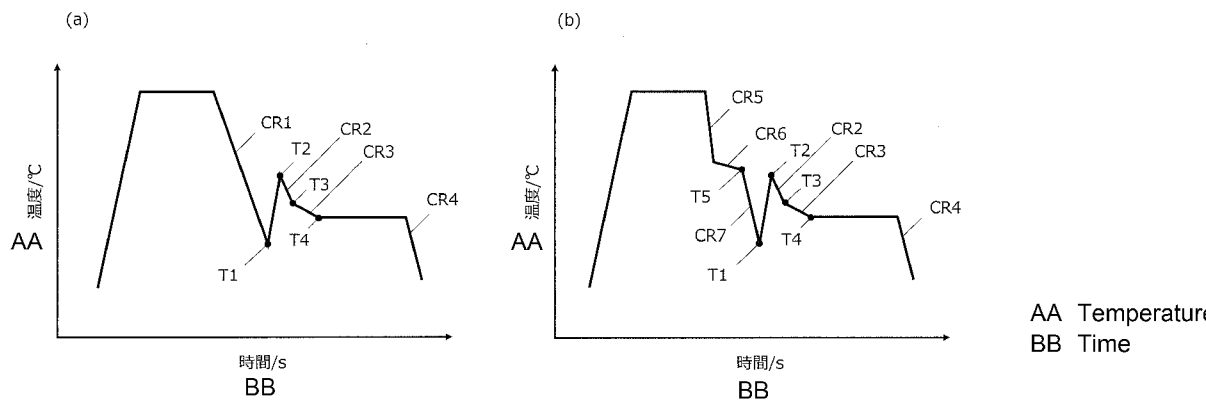 (a)
CR1
T2
CR2
CR3
T3
T4
T1
CR4
温度/℃
AA
時間/s
BB
(b)
CR5
CR6
T5
CR7
T2
CR2
CR3
T3
T4
T1
CR4
温度/℃
AA
時間/s
BB
AA Temperature
BB Time